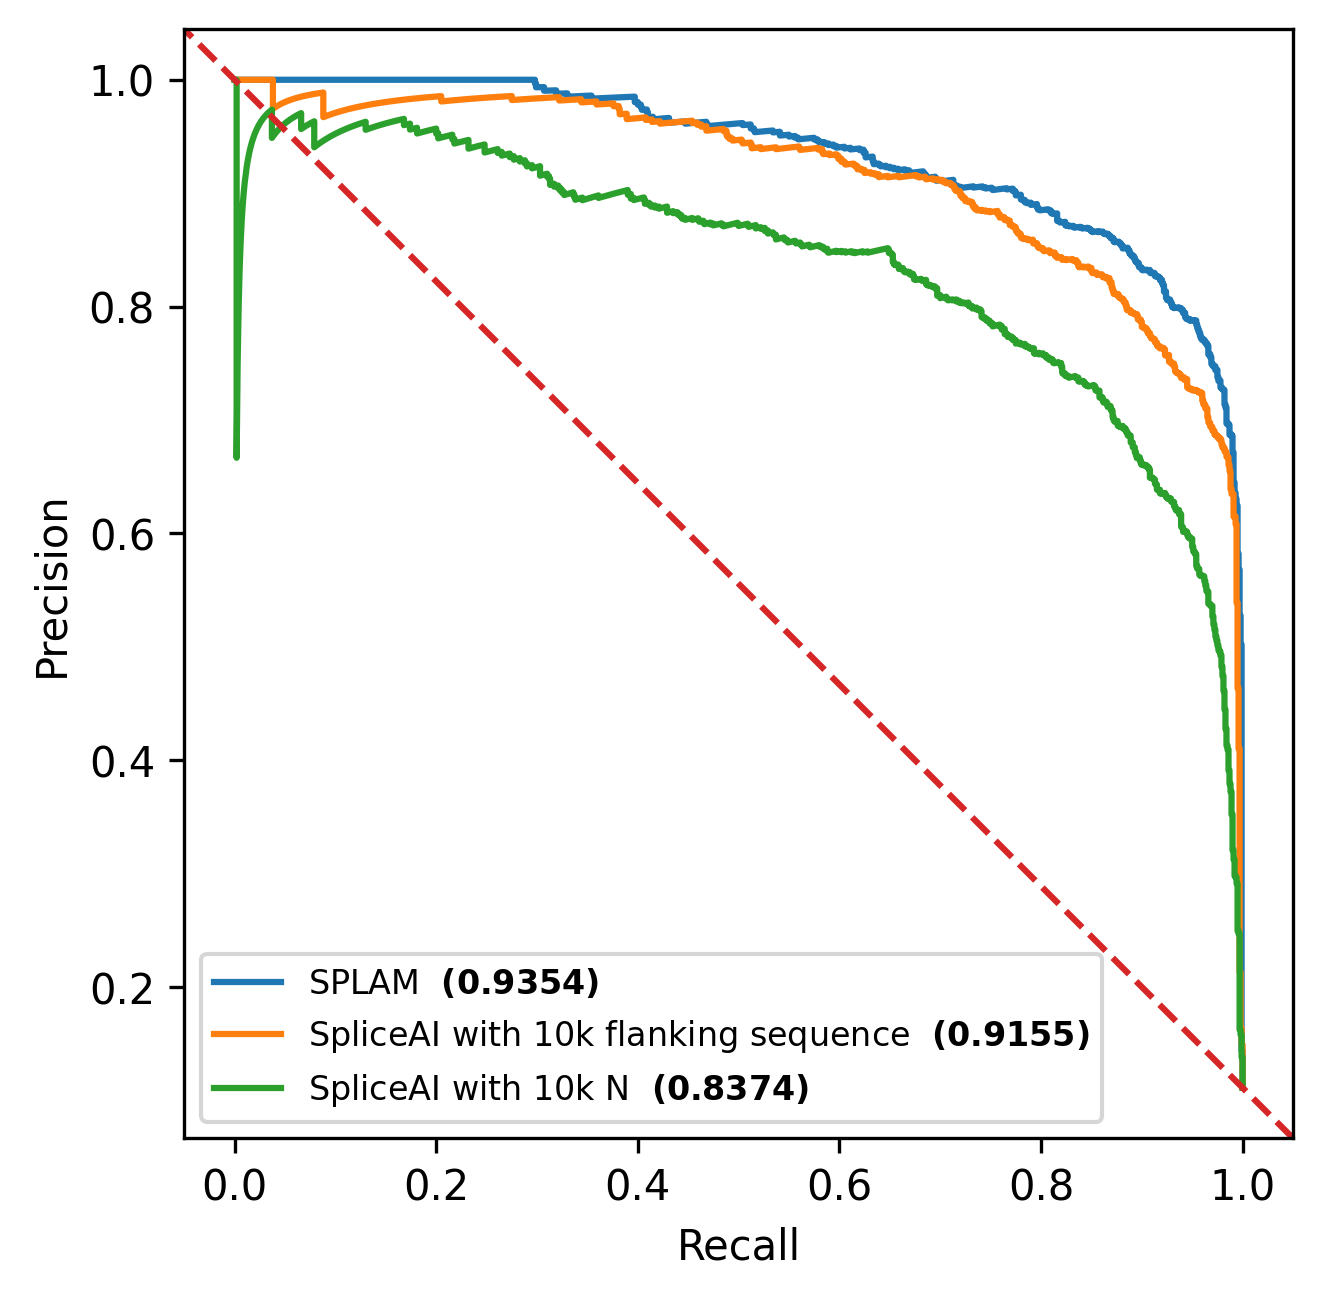 1.0
0.8
0.6
0.4
0.2
Precision
SPLAM (0.9354)
SpliceAI with 10k flanking sequence (0.9155)
SpliceAI with 10k N (0.8374)
0.0 0.2 0.4 0.6 0.8 1.0
Recall